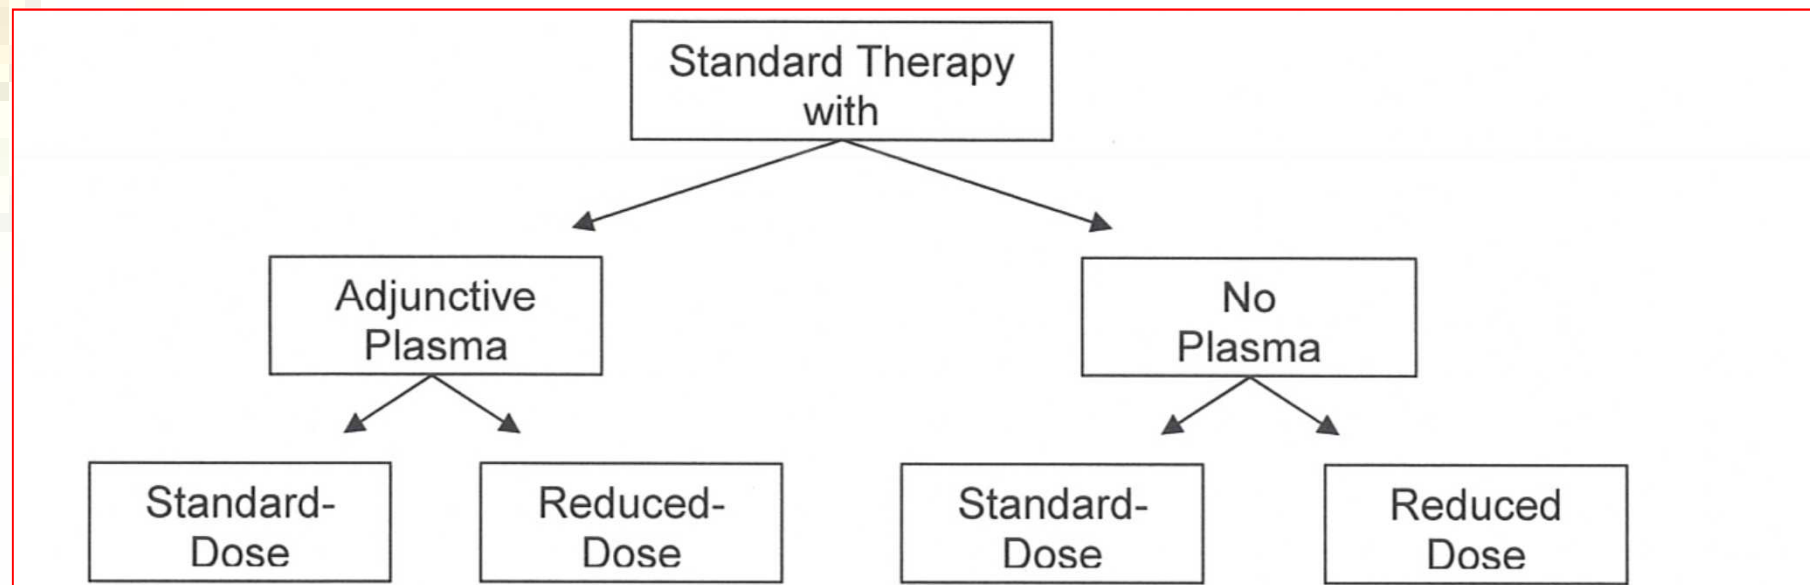 Standard Therapy
with
Adjunctive
Plasma
No
Plasma
Standard-
Dose
Reduced-
Dose
Standard-
Dose
Reduced
Dose